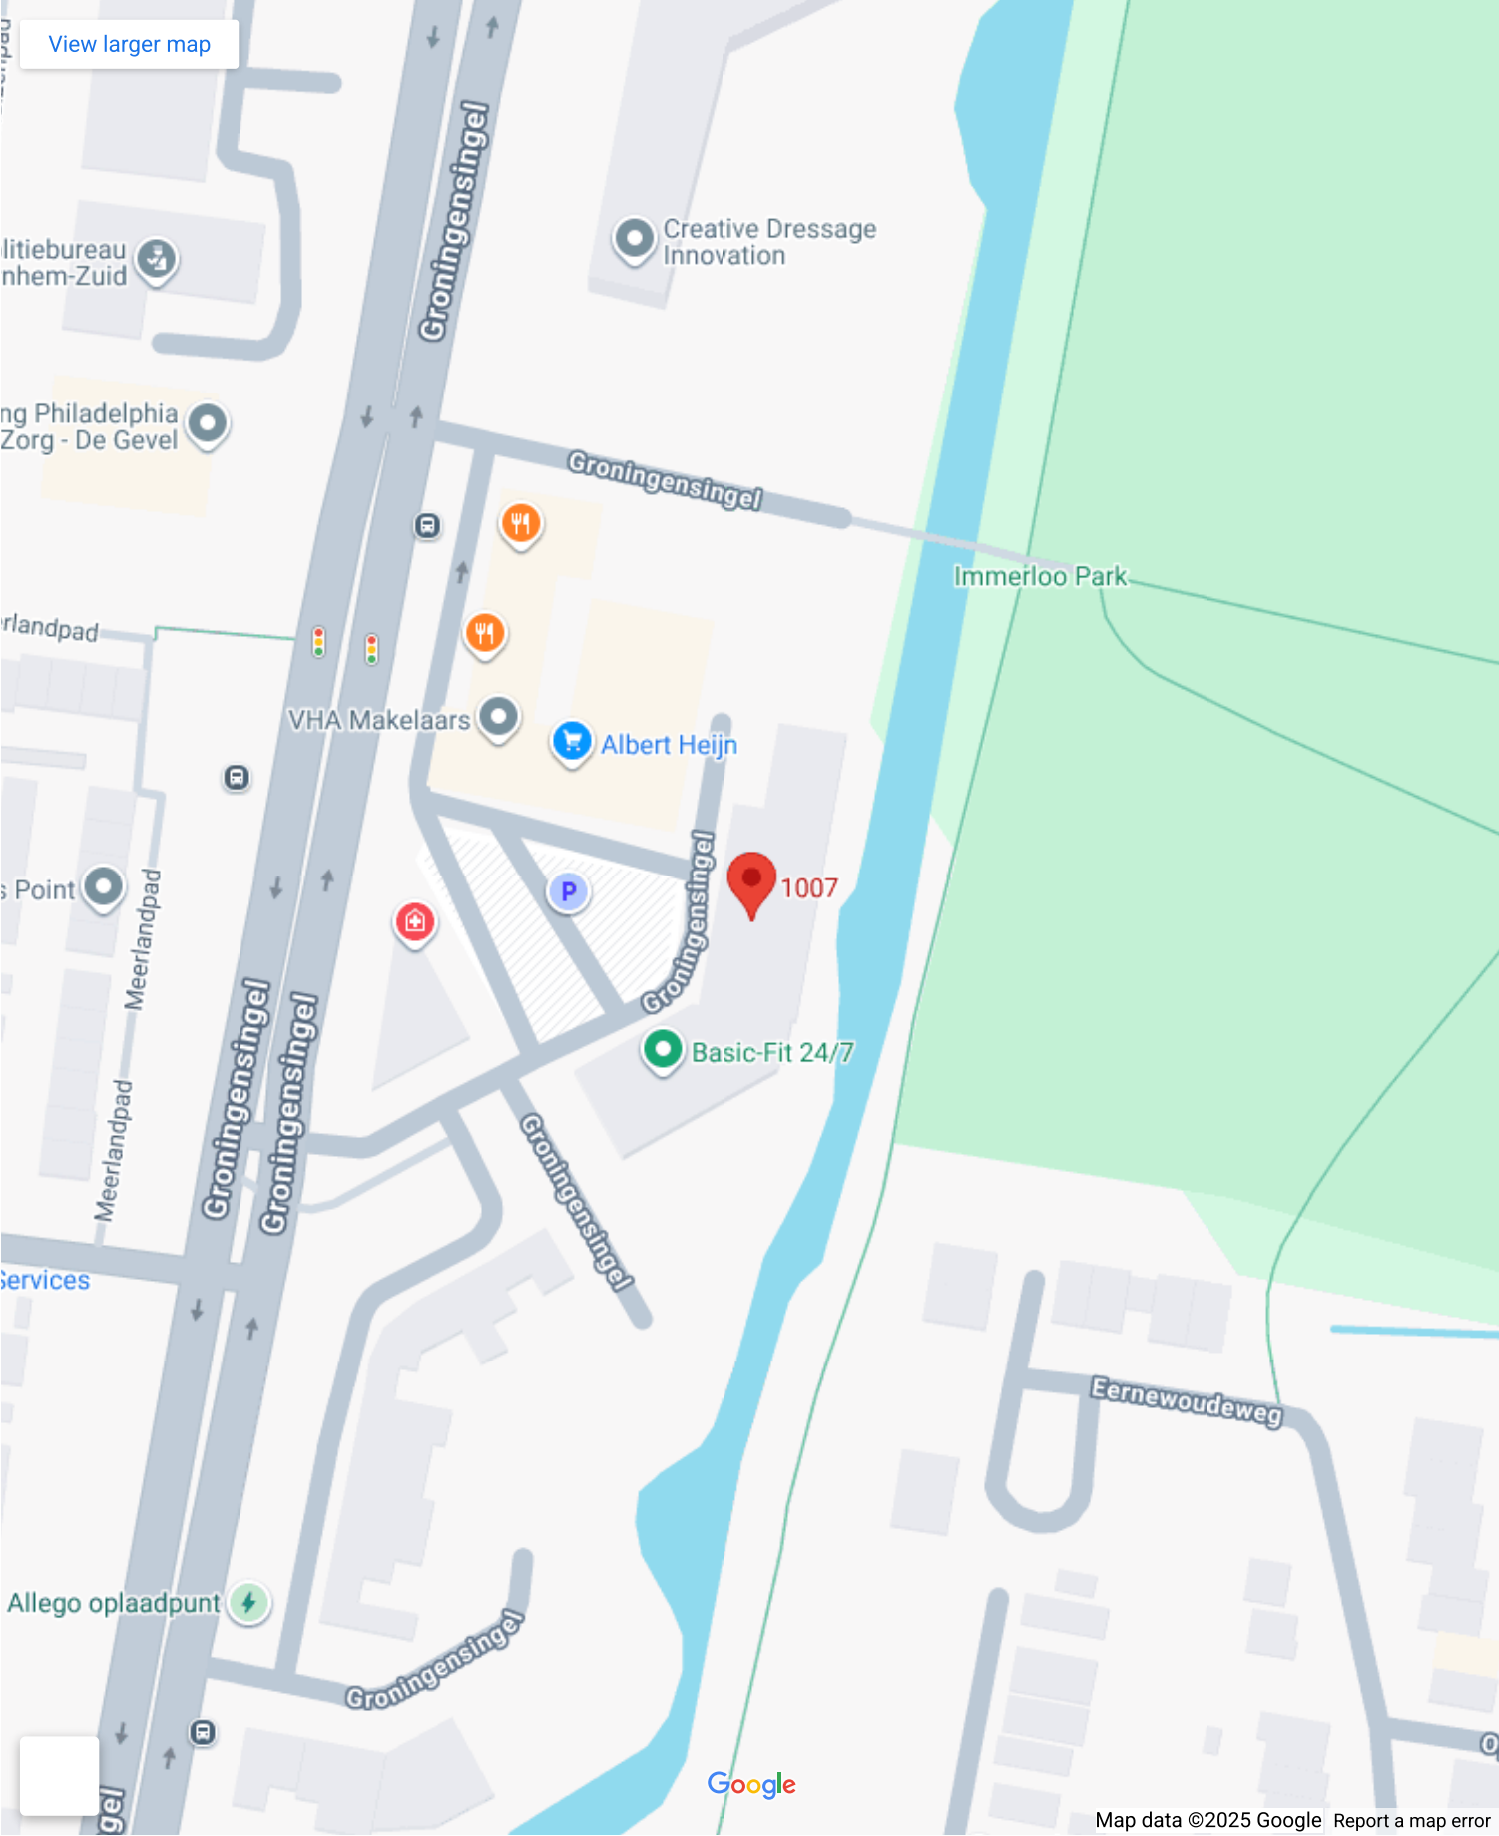 View larger map
Groningensingel
Creative Dressage
Innovation
litiebureau
nhem-Zuid
ng Philadelphia
Zorg - De Gevel
Groningensingel
Immerloo Park
rlandpad
VHA Makelaars
Albert Heijn
Groningensingel
P
1007
s Point
Meerlandpad
Groningensingel
Groningensingel
Basic-Fit 24/7
Meerlandpad
Groningensingel
Services
Eernewoudeweg
Allego oplaadpunt
Groningensingel
Google
gel
Map data ©2025 Google
Report a map error